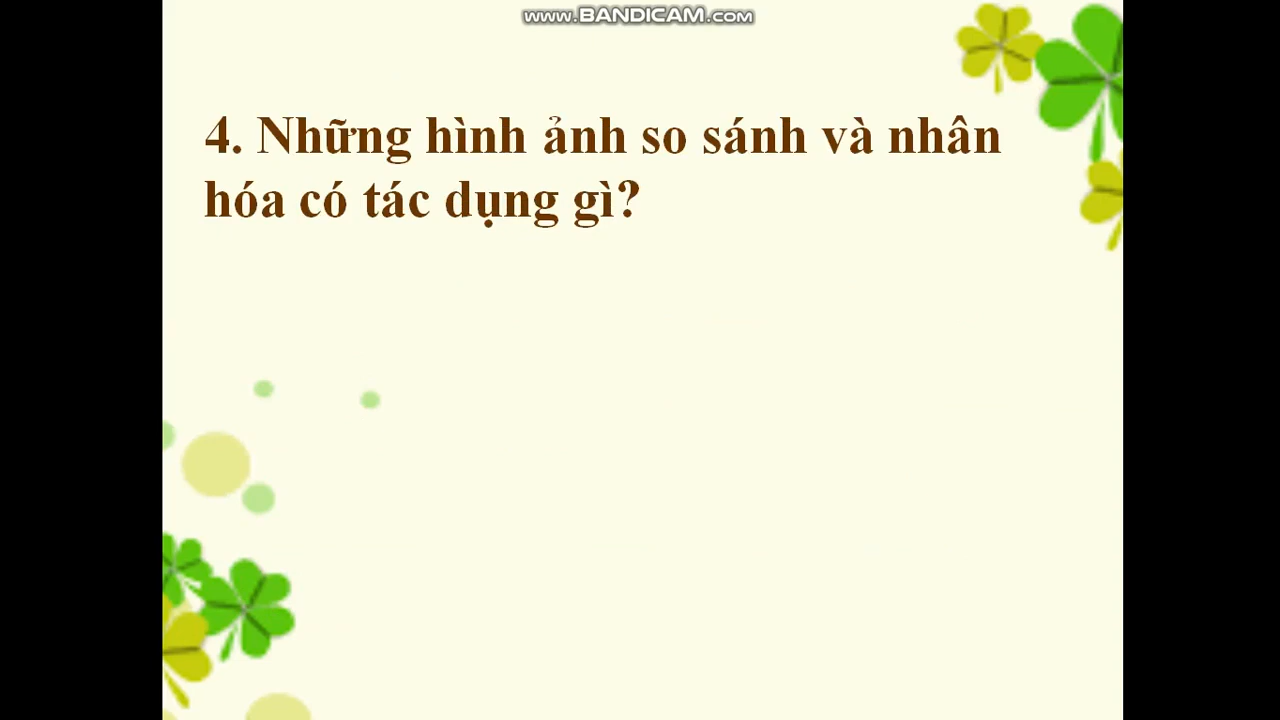 www.BANDICAM.com
4. Những hình ảnh so sánh và nhân
hóa có tác dụng gì?